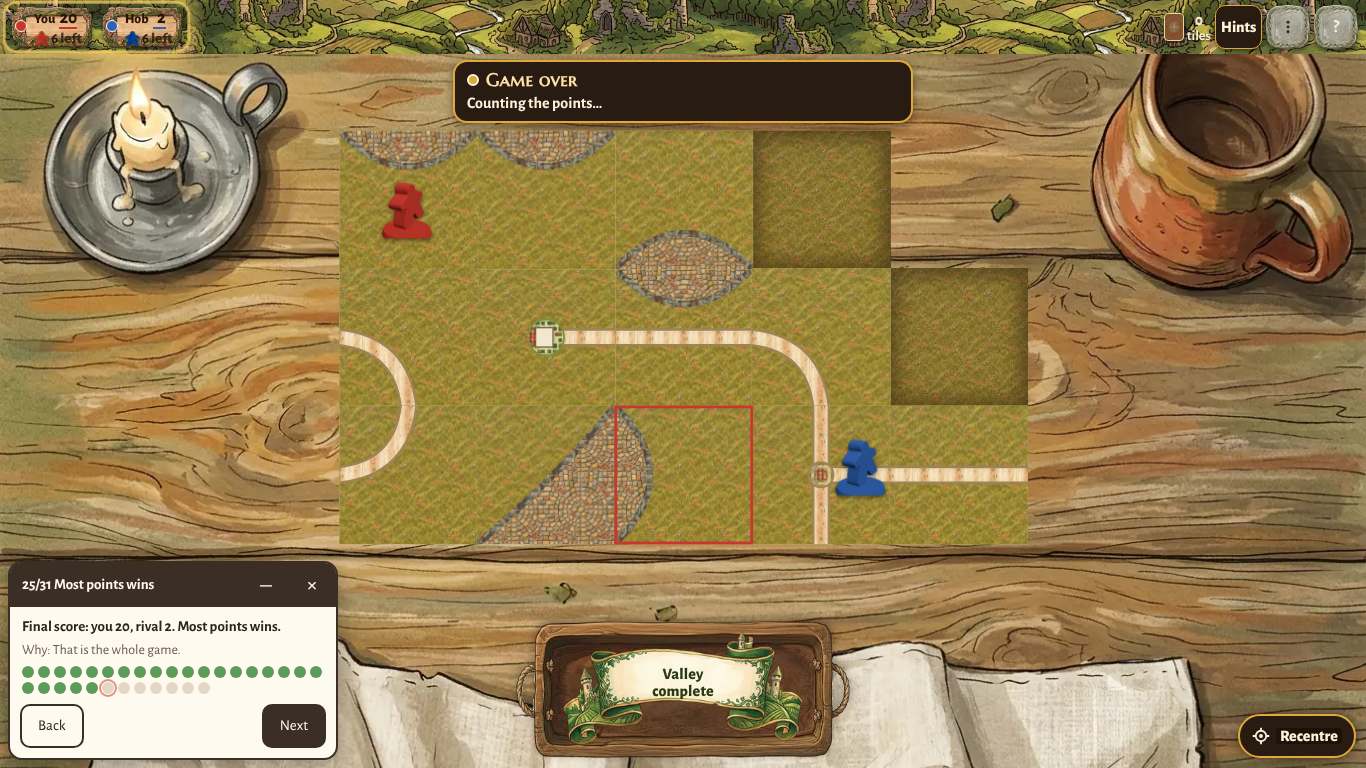 You 20
6 left
Hob 2
6 left
0
tiles
Hints
?
GAME OVER
Counting the points...
25/31 Most points wins
Final score: you 20, rival 2. Most points wins.
Why: That is the whole game.
Back
Next
Valley
complete
Recentre